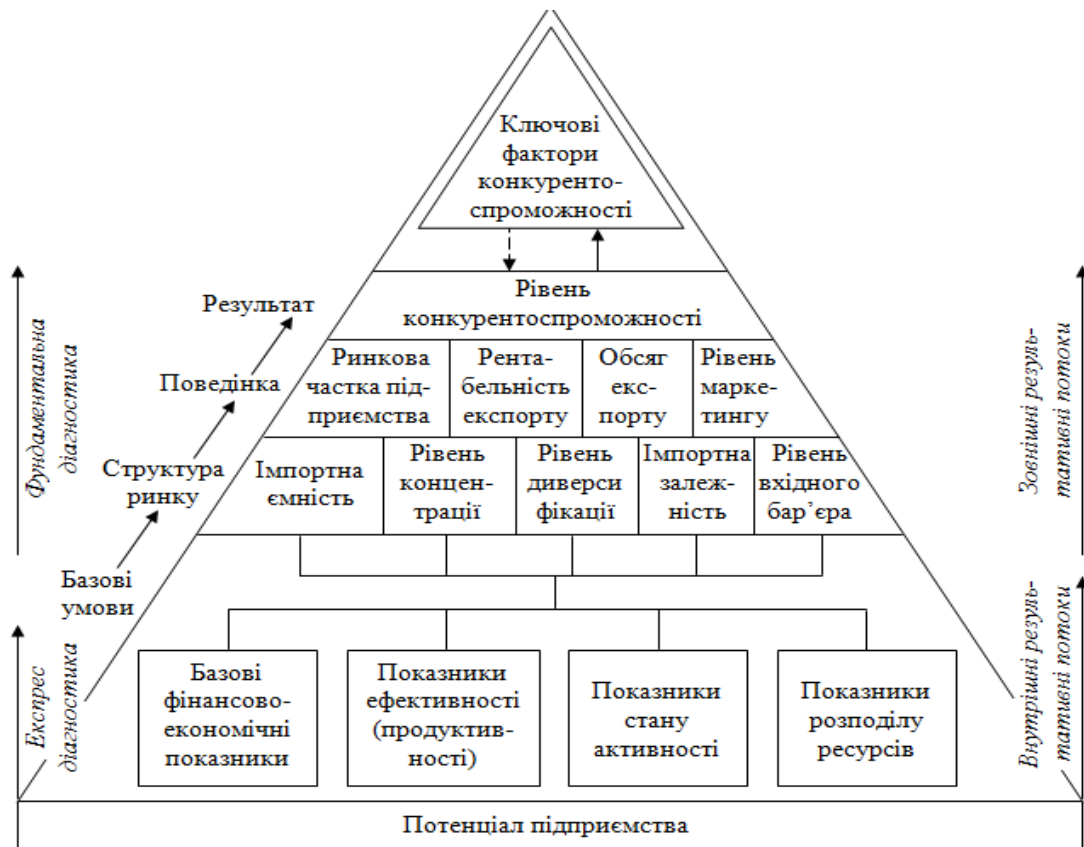 Ключові
фактори
конкуренто-
спроможності
Рівень
конкурентоспроможності
Ринкова
частка під-
приємства
Рента-
бельність
експорту
Обсяг
екс-
порту
Рівень
марке-
тингу
Імпортна
ємність
Рівень
концен-
трації
Рівень
диверси
фікації
Імпортна
залеж-
ність
Рівень
вхідного
бар’єра
Результат
Поведінка
Структура
ринку
Базові
умови
Фундаментальна
діагностика
Експрес
діагностика
Зовнішні резуль-
тативні потоки
Внутрішні резуль-
тативні потоки
Базові
фінансово-
економічні
показники
Показники
ефективності
(продуктив-
ності)
Показники
стану
активності
Показники
розподілу
ресурсів
Потенціал підприємства